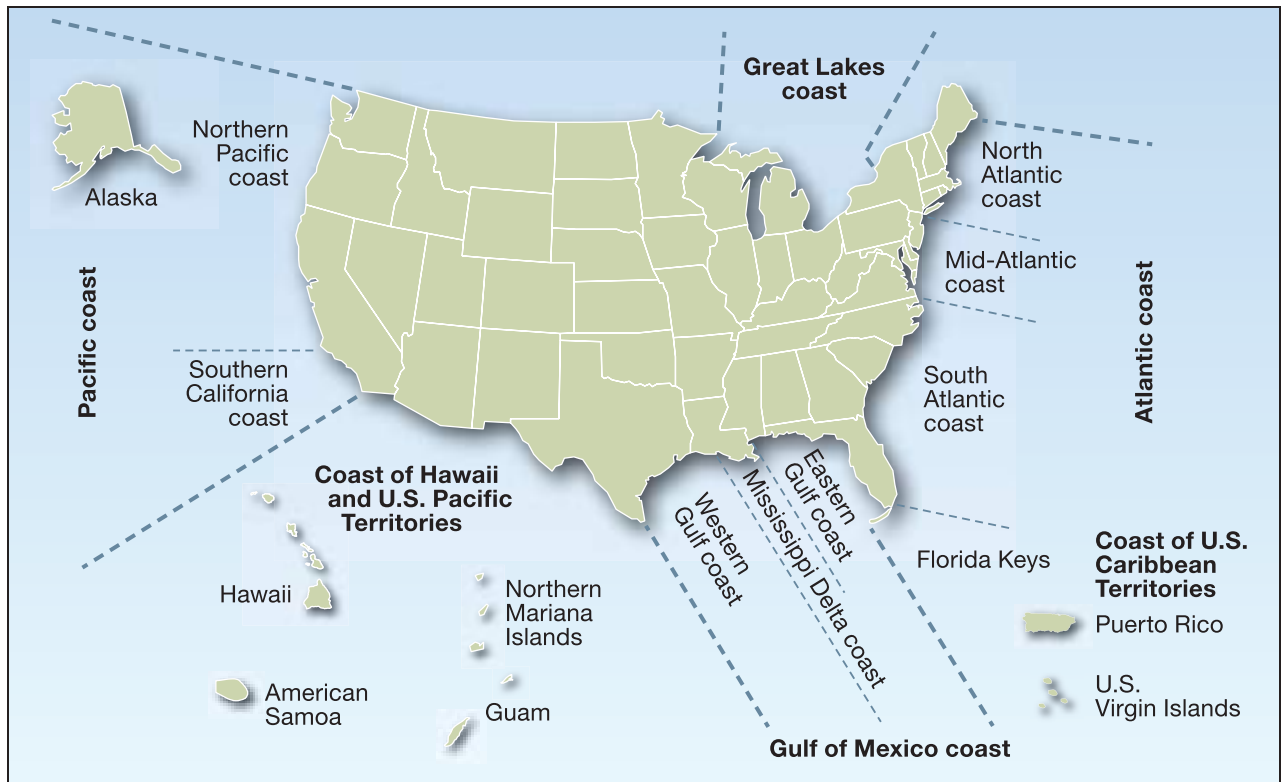 Great Lakes
coast
Northern
Pacific
coast
Alaska
North
Atlantic
coast
Mid-Atlantic
coast
Pacific coast
Atlantic coast
Southern
California
coast
South
Atlantic
coast
Coast of Hawaii
and U.S. Pacific
Territories
Western
Gulf coast
Mississippi Delta coast
Eastern
Gulf coast
Florida Keys
Coast of U.S.
Caribbean
Territories
Hawaii
Northern
Mariana
Islands
Puerto Rico
American
Samoa
Guam
U.S.
Virgin Islands
Gulf of Mexico coast